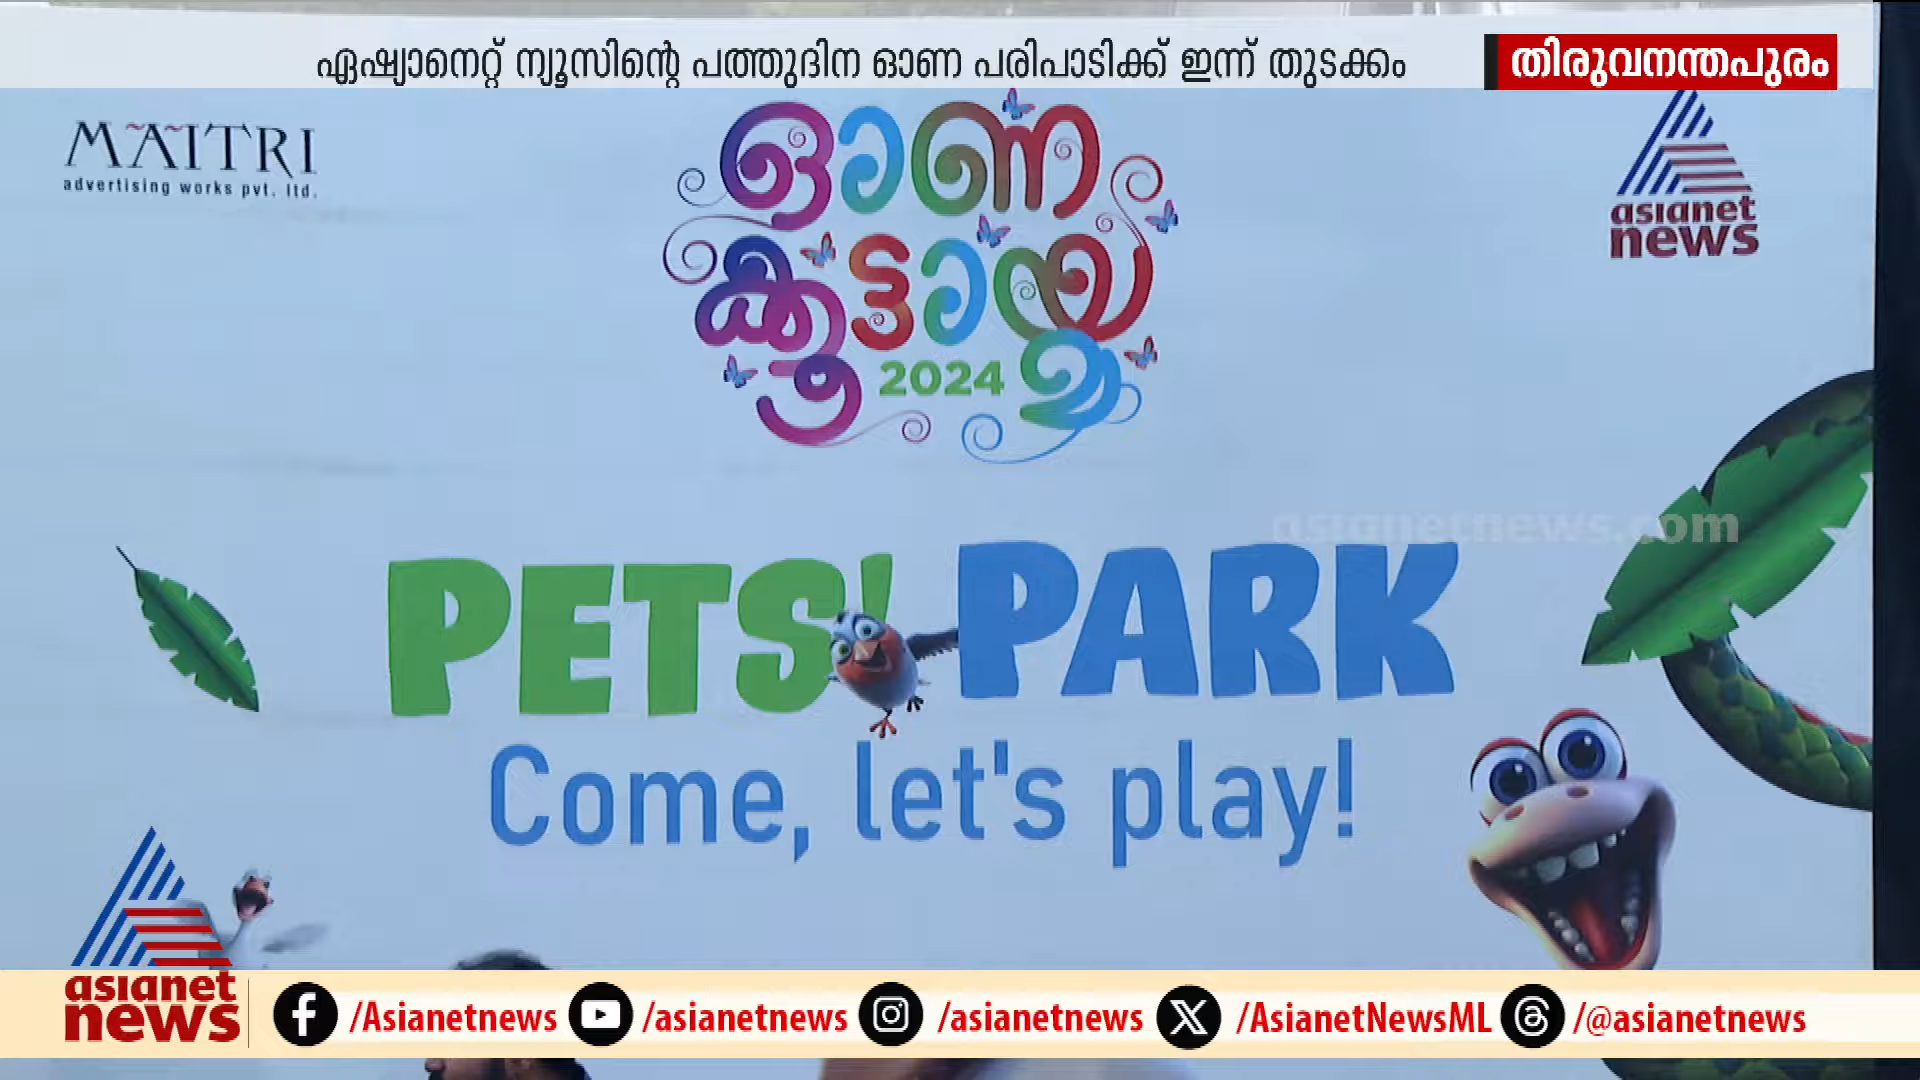 ഏഷ്യാനെറ്റ് ന്യൂസിന്റെ പത്തുദിന ഓണ പരിപാടിക്ക് ഇന്ന് തുടക്കം
തിരുവനന്തപുരം
MAITRI
advertising works pvt. ltd.
ഓണ
കൂട്ടായ്മ
2024
asianet
news
asianetnews.com
PETS' PARK
Come, let's play!
asianet
news
/Asianetnews
/asianetnews
/asianetnews
/AsianetNewsML
/@asianetnews